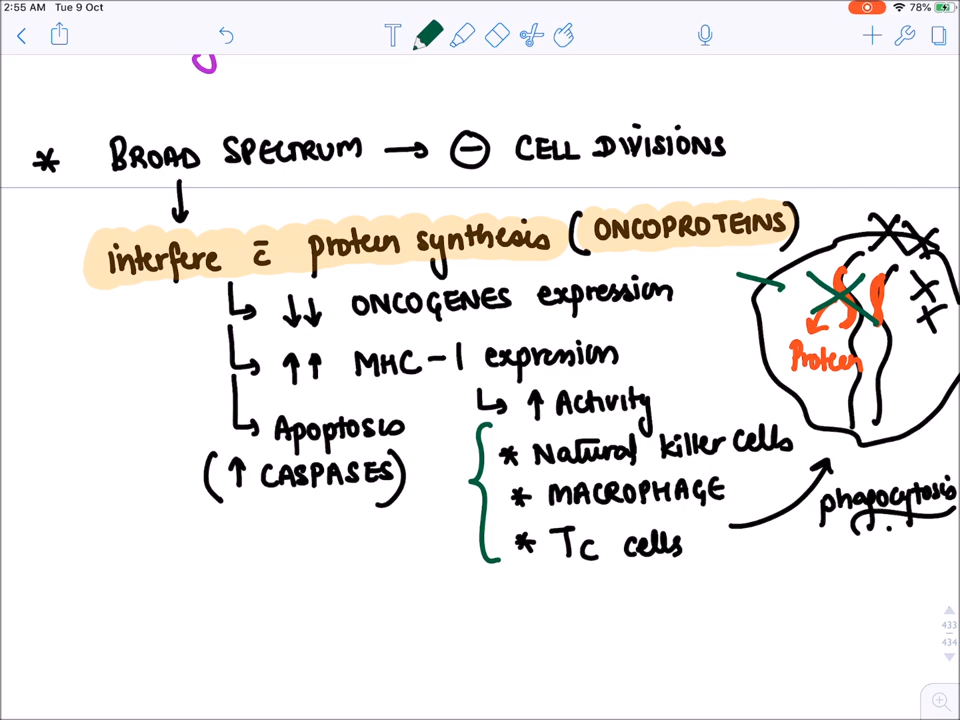 2:55 AM Tue 9 Oct
78%
T
* BROAD SPECTRUM → ⊖ CELL DIVISIONS
↓
interfere c̄ protein synthesis (ONCOPROTEINS)
↳ ↓↓ ONCOGENES expression
↳ ↑↑ MHC-I expression
Protein
↳ ↑ Activity
↳ Apoptosis
* Natural killer cells
(↑ CASPASES)
* MACROPHAGE
phagocytosis
* Tc cells
433
434